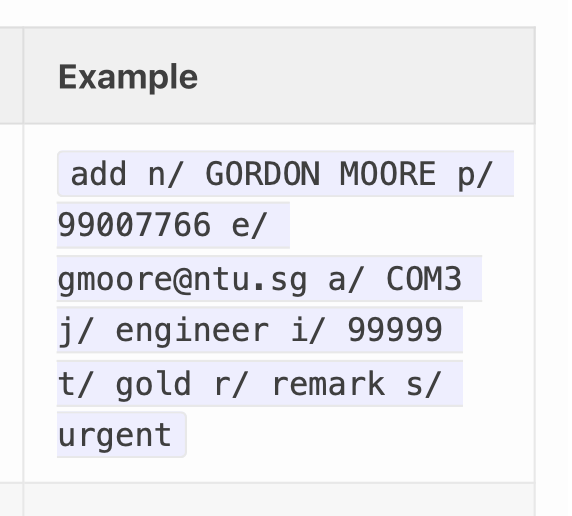 Example
add n/ GORDON MOORE p/
99007766 e/
gmoore@ntu.sg a/ COM3
j/ engineer i/ 99999
t/ gold r/ remark s/
urgent